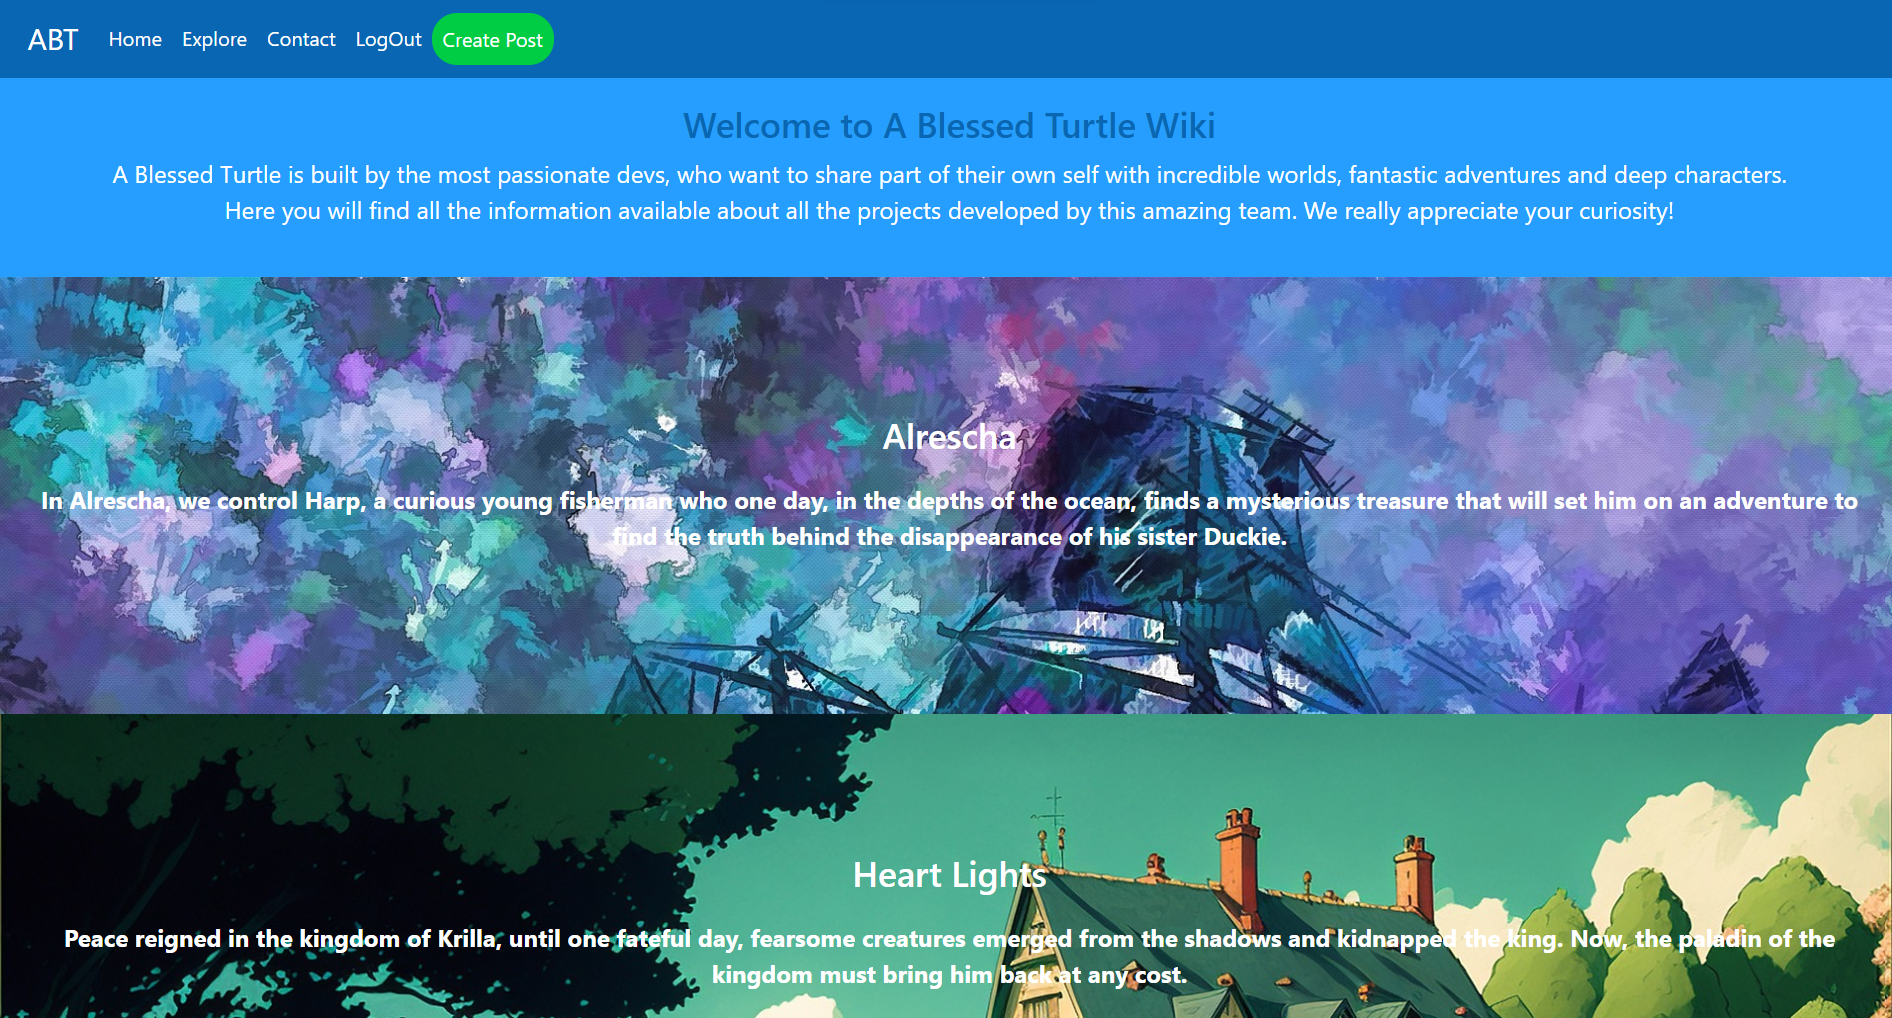 ABT Home Explore Contact LogOut Create Post
Welcome to A Blessed Turtle Wiki
A Blessed Turtle is built by the most passionate devs, who want to share part of their own self with incredible worlds, fantastic adventures and deep characters.
Here you will find all the information available about all the projects developed by this amazing team. We really appreciate your curiosity!
Alrescha
In Alrescha, we control Harp, a curious young fisherman who one day, in the depths of the ocean, finds a mysterious treasure that will set him on an adventure to
find the truth behind the disappearance of his sister Duckie.
Heart Lights
Peace reigned in the kingdom of Krilla, until one fateful day, fearsome creatures emerged from the shadows and kidnapped the king. Now, the paladin of the
kingdom must bring him back at any cost.